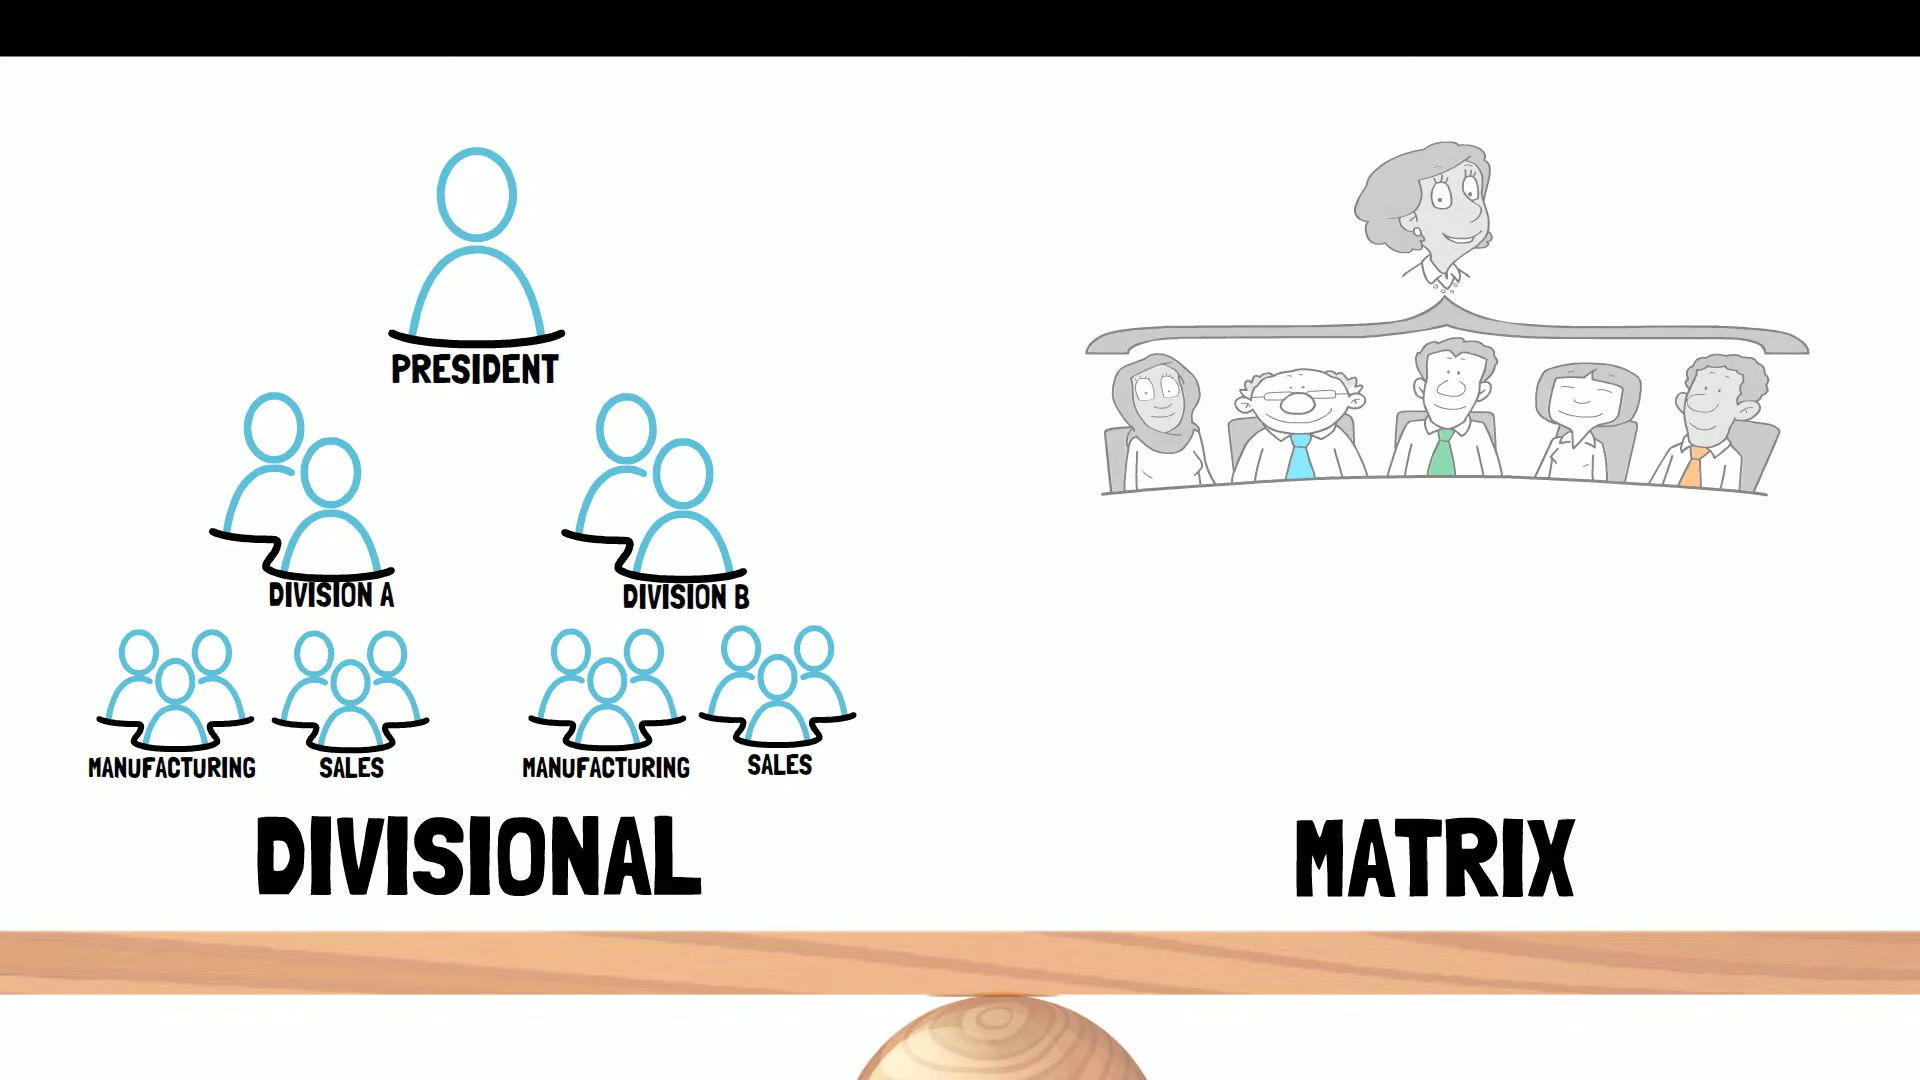 PRESIDENT
DIVISION A
DIVISION B
MANUFACTURING
SALES
MANUFACTURING
SALES
DIVISIONAL
MATRIX